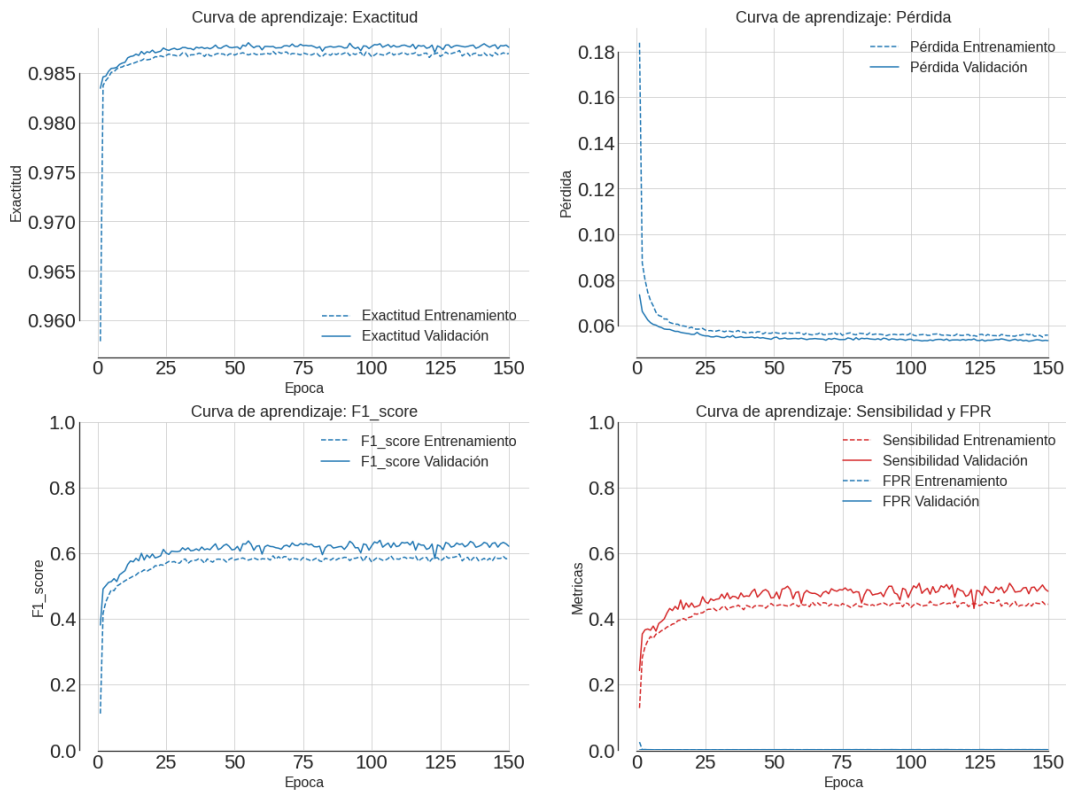 Curva de aprendizaje: Exactitud
Exactitud
0.985
0.980
0.975
0.970
0.965
0.960
Exactitud Entrenamiento
Exactitud Validación
0 25 50 75 100 125 150
Epoca
Curva de aprendizaje: Pérdida
Pérdida
0.18
0.16
0.14
0.12
0.10
0.08
0.06
Pérdida Entrenamiento
Pérdida Validación
0 25 50 75 100 125 150
Epoca
Curva de aprendizaje: F1_score
F1_score
1.0
0.8
0.6
0.4
0.2
0.0
F1_score Entrenamiento
F1_score Validación
0 25 50 75 100 125 150
Epoca
Curva de aprendizaje: Sensibilidad y FPR
Metricas
1.0
0.8
0.6
0.4
0.2
0.0
Sensibilidad Entrenamiento
Sensibilidad Validación
FPR Entrenamiento
FPR Validación
0 25 50 75 100 125 150
Epoca